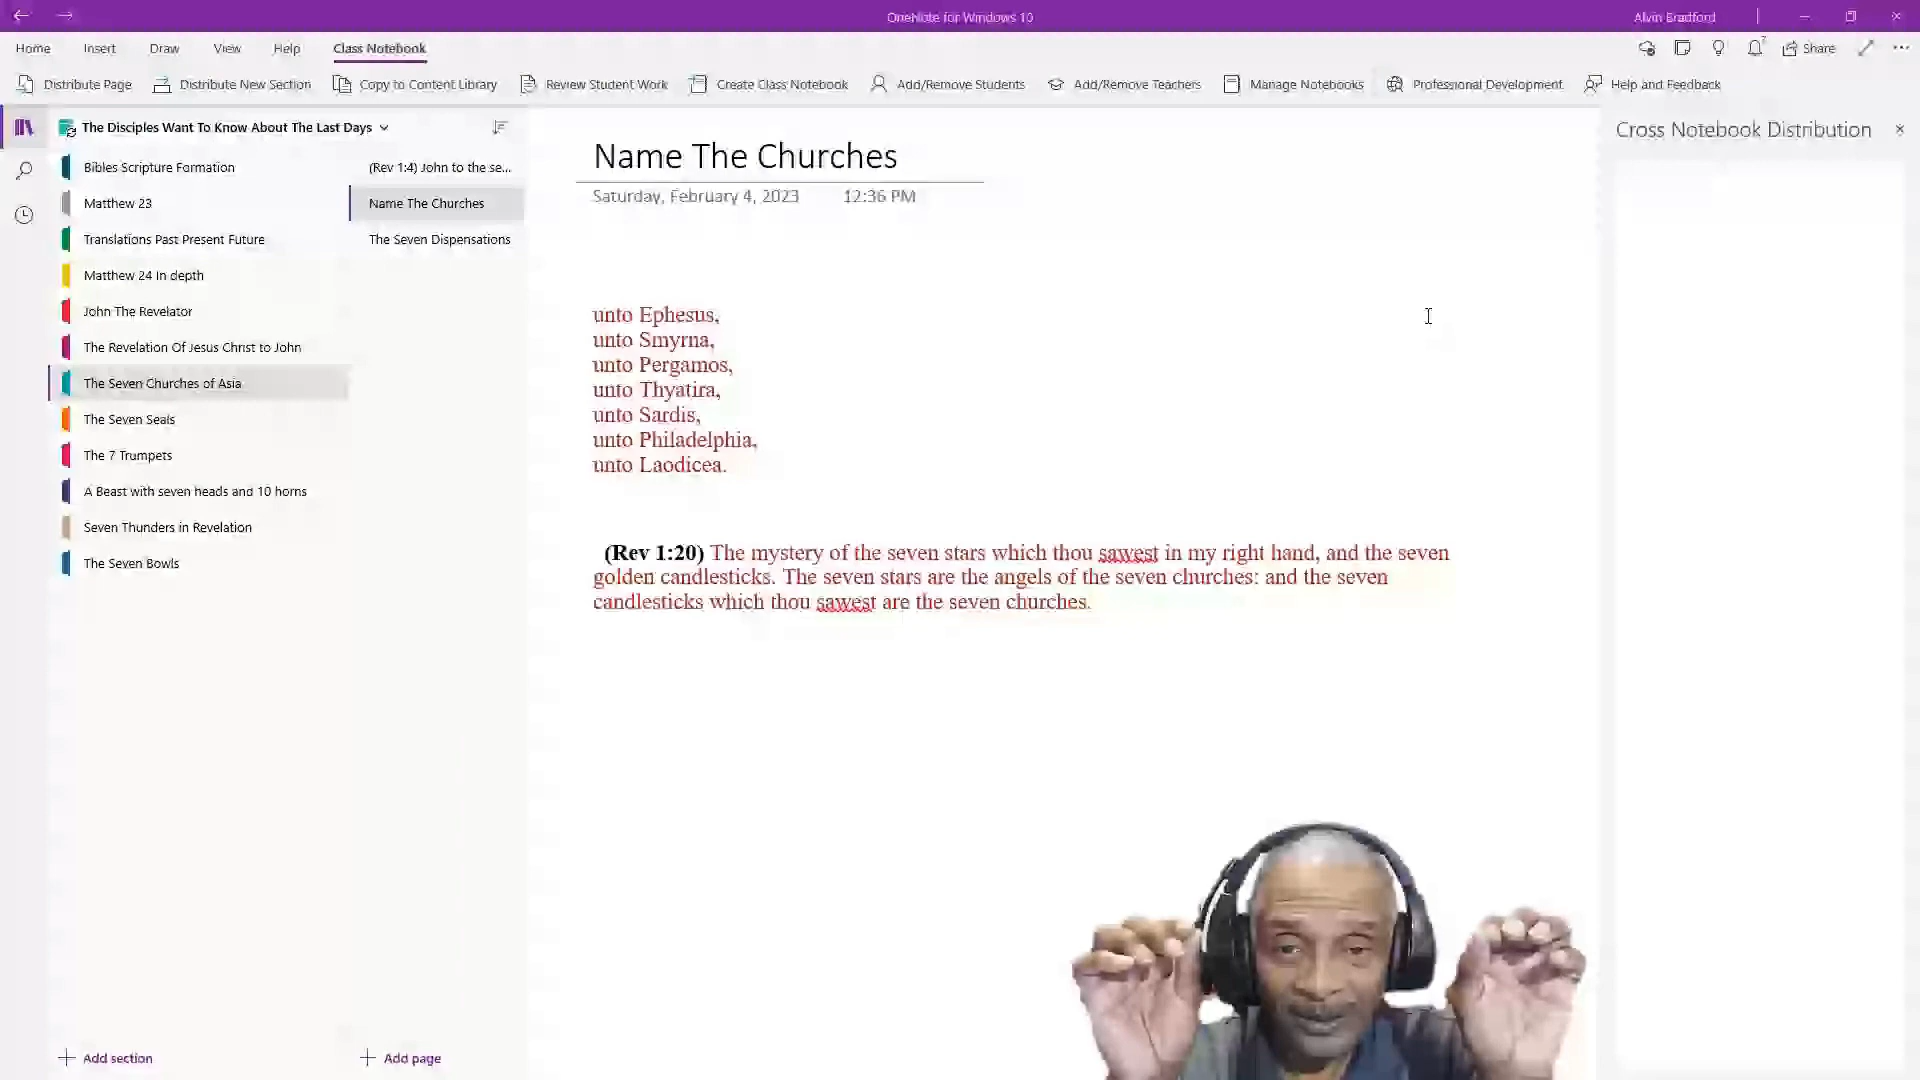 OneNote for Windows 10
Alvin Bradford
Home Insert Draw View Help Class Notebook
Share
Distribute Page Distribute New Section Copy to Content Library Review Student Work Create Class Notebook Add/Remove Students Add/Remove Teachers Manage Notebooks Professional Development Help and Feedback
The Disciples Want To Know About The Last Days
Bibles Scripture Formation
Matthew 23
Translations Past Present Future
Matthew 24 In depth
John The Revelator
The Revelation Of Jesus Christ to John
The Seven Churches of Asia
The Seven Seals
The 7 Trumpets
A Beast with seven heads and 10 horns
Seven Thunders in Revelation
The Seven Bowls
Add section
(Rev 1:4) John to the se...
Name The Churches
The Seven Dispensations
Add page
Name The Churches
Saturday, February 4, 2023 12:36 PM
unto Ephesus,
unto Smyrna,
unto Pergamos,
unto Thyatira,
unto Sardis,
unto Philadelphia,
unto Laodicea.
(Rev 1:20) The mystery of the seven stars which thou sawest in my right hand, and the seven
golden candlesticks. The seven stars are the angels of the seven churches: and the seven
candlesticks which thou sawest are the seven churches.
Cross Notebook Distribution